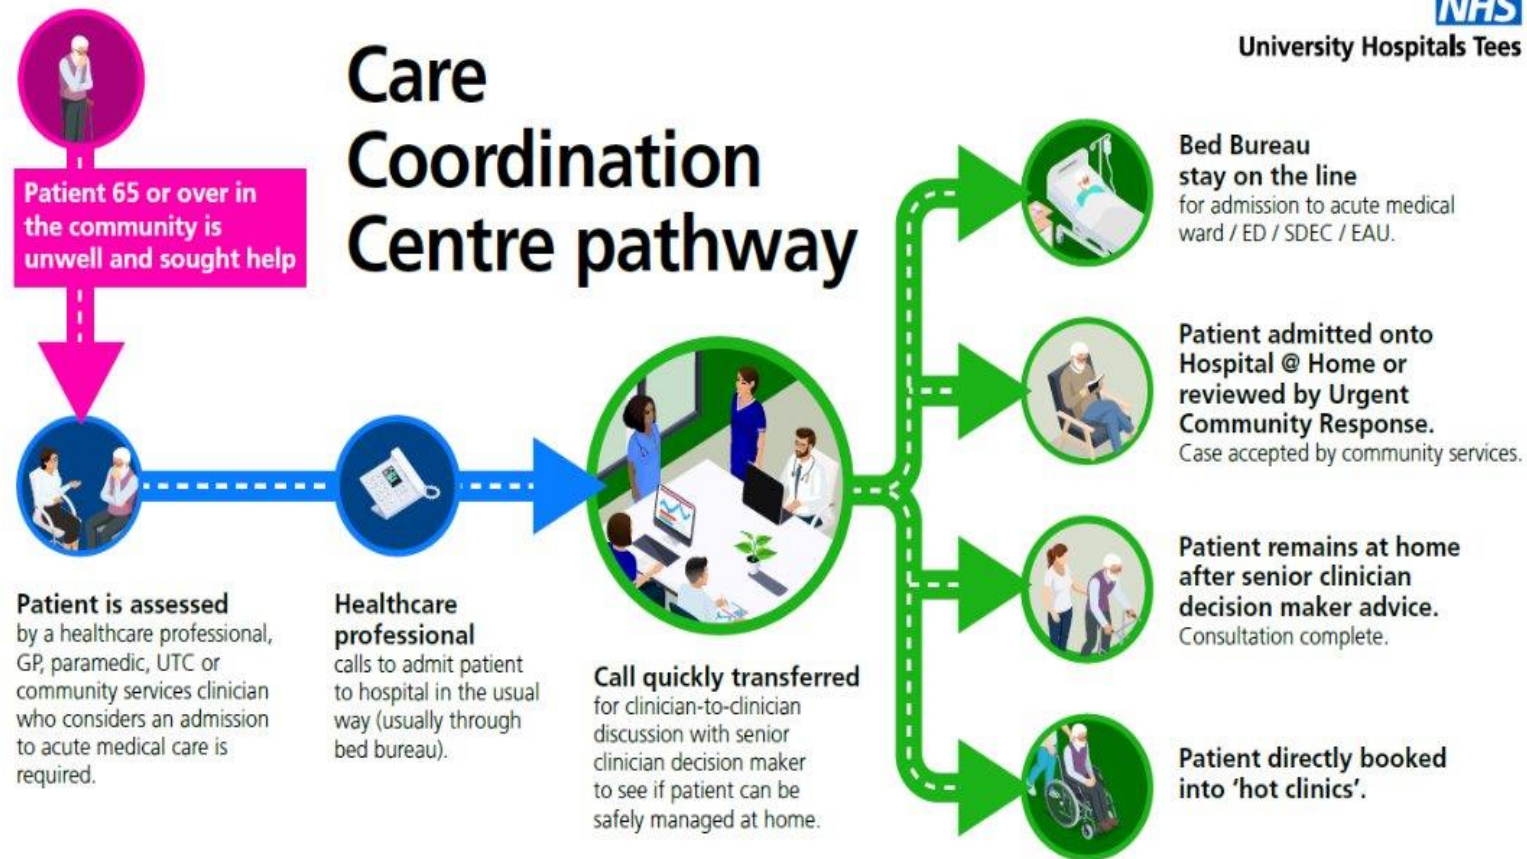 NHS
University Hospitals Tees
Care
Coordination
Centre pathway
Patient 65 or over in
the community is
unwell and sought help
Patient is assessed
by a healthcare professional,
GP, paramedic, UTC or
community services clinician
who considers an admission
to acute medical care is
required.
Healthcare
professional
calls to admit patient
to hospital in the usual
way (usually through
bed bureau).
Call quickly transferred
for clinician-to-clinician
discussion with senior
clinician decision maker
to see if patient can be
safely managed at home.
Bed Bureau
stay on the line
for admission to acute medical
ward / ED / SDEC / EAU.
Patient admitted onto
Hospital @ Home or
reviewed by Urgent
Community Response.
Case accepted by community services.
Patient remains at home
after senior clinician
decision maker advice.
Consultation complete.
Patient directly booked
into ‘hot clinics’.